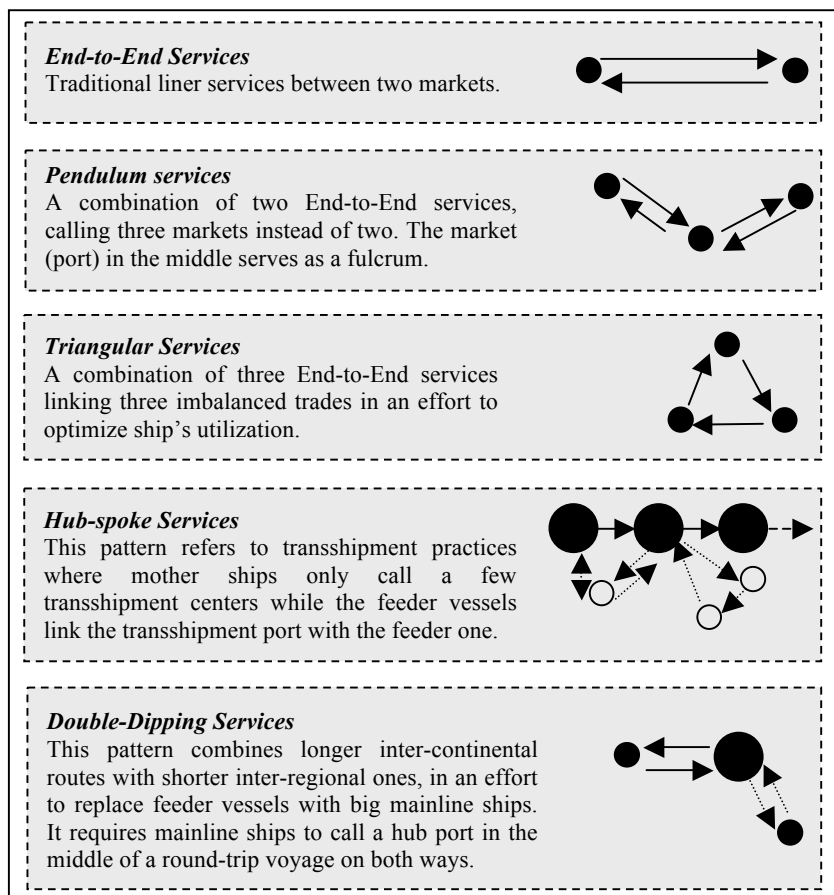 End-to-End Services
Traditional liner services between two markets.
Pendulum services
A combination of two End-to-End services,
calling three markets instead of two. The market
(port) in the middle serves as a fulcrum.
Triangular Services
A combination of three End-to-End services
linking three imbalanced trades in an effort to
optimize ship's utilization.
Hub-spoke Services
This pattern refers to transshipment practices
where mother ships only call a few
transshipment centers while the feeder vessels
link the transshipment port with the feeder one.
Double-Dipping Services
This pattern combines longer inter-continental
routes with shorter inter-regional ones, in an effort
to replace feeder vessels with big mainline ships.
It requires mainline ships to call a hub port in the
middle of a round-trip voyage on both ways.